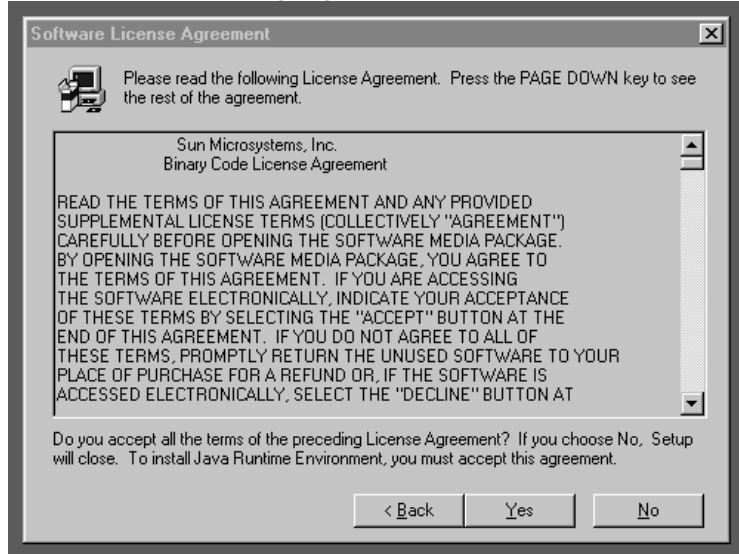 Software License Agreement
Please read the following License Agreement. Press the PAGE DOWN key to see
the rest of the agreement.
Sun Microsystems, Inc.
Binary Code License Agreement
READ THE TERMS OF THIS AGREEMENT AND ANY PROVIDED
SUPPLEMENTAL LICENSE TERMS (COLLECTIVELY "AGREEMENT")
CAREFULLY BEFORE OPENING THE SOFTWARE MEDIA PACKAGE.
BY OPENING THE SOFTWARE MEDIA PACKAGE, YOU AGREE TO
THE TERMS OF THIS AGREEMENT. IF YOU ARE ACCESSING
THE SOFTWARE ELECTRONICALLY, INDICATE YOUR ACCEPTANCE
OF THESE TERMS BY SELECTING THE "ACCEPT" BUTTON AT THE
END OF THIS AGREEMENT. IF YOU DO NOT AGREE TO ALL OF
THESE TERMS, PROMPTLY RETURN THE UNUSED SOFTWARE TO YOUR
PLACE OF PURCHASE FOR A REFUND OR, IF THE SOFTWARE IS
ACCESSED ELECTRONICALLY, SELECT THE "DECLINE" BUTTON AT
Do you accept all the terms of the preceding License Agreement? If you choose No, Setup
will close. To install Java Runtime Environment, you must accept this agreement.
< Back Yes No